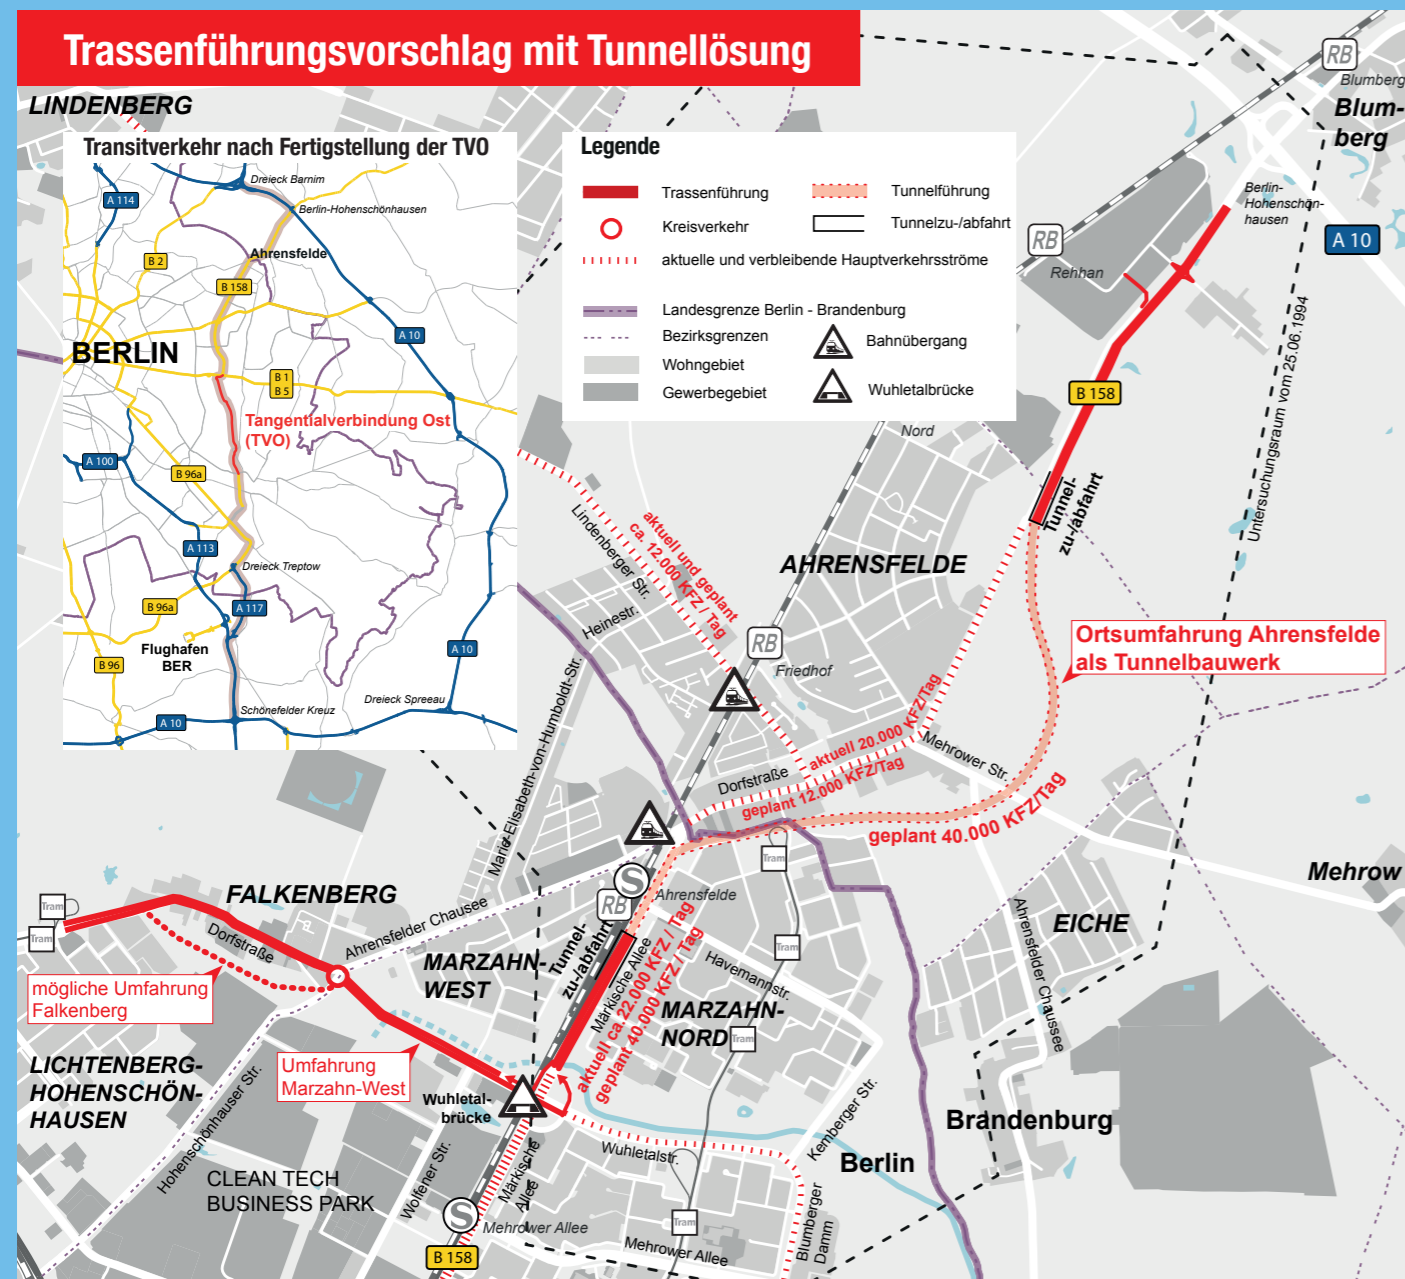 Trassenführungsvorschlag mit Tunnellösung
LINDENBERG
Transitverkehr nach Fertigstellung der TVO
Dreieck Barnim
A 114
Berlin-Hohenschönhausen
B 2
Ahrensfelde
B 158
A 10
BERLIN
B 1
B 5
Tangentialverbindung Ost
(TVO)
A 100
B 96a
A 113
Dreieck Treptow
B 96a
A 117
Flughafen
BER
B 96
A 10
Dreieck Spreeau
Schönefelder Kreuz
A 10
Legende
Trassenführung
Tunnelführung
Kreisverkehr
Tunnelzu-/abfahrt
aktuelle und verbleibende Hauptverkehrsströme
Landesgrenze Berlin - Brandenburg
Bezirksgrenzen
Bahnübergang
Wohngebiet
Gewerbegebiet
Wuhletalbrücke
RB
Blumberg
Blum-
berg
Berlin-
Hohenschön-
hausen
A 10
RB
Rehhan
B 158
Untersuchungsraum vom 25.06.1994
Nord
Tunnel-
zu-/abfahrt
Lindenberger Str.
aktuell und geplant
ca. 12.000 KFZ / Tag
AHRENSFELDE
Heinestr.
RB
Friedhof
Ortsumfahrung Ahrensfelde
als Tunnelbauwerk
Marie-Elisabeth-von-Humboldt-Str.
aktuell 20.000 KFZ/Tag
Mehrower Str.
Dorfstraße
geplant 12.000 KFZ/Tag
geplant 40.000 KFZ/Tag
Tram
Mehrow
S
Ahrensfelde
RB
FALKENBERG
Tram
Tram
Dorfstraße
Ahrensfelder Chausee
Tunnel-
zu-/abfahrt
Märkische Allee
aktuell ca. 22.000 KFZ / Tag
geplant 40.000 KFZ / Tag
Tram
Havemannstr.
Ahrensfelder Chaussee
EICHE
MARZAHN-
WEST
mögliche Umfahrung
Falkenberg
MARZAHN-
NORD
Tram
Umfahrung
Marzahn-West
LICHTENBERG-
HOHENSCHÖN-
HAUSEN
Hohenschönhauser Str.
Wuhletal-
brücke
Brandenburg
Kemberger Str.
Berlin
Wuhletalstr.
CLEAN TECH
BUSINESS PARK
Wolfener Str.
Märkische
Allee
S
Mehrower Allee
Tram
Mehrower Allee
Blumberger
Damm
B 158